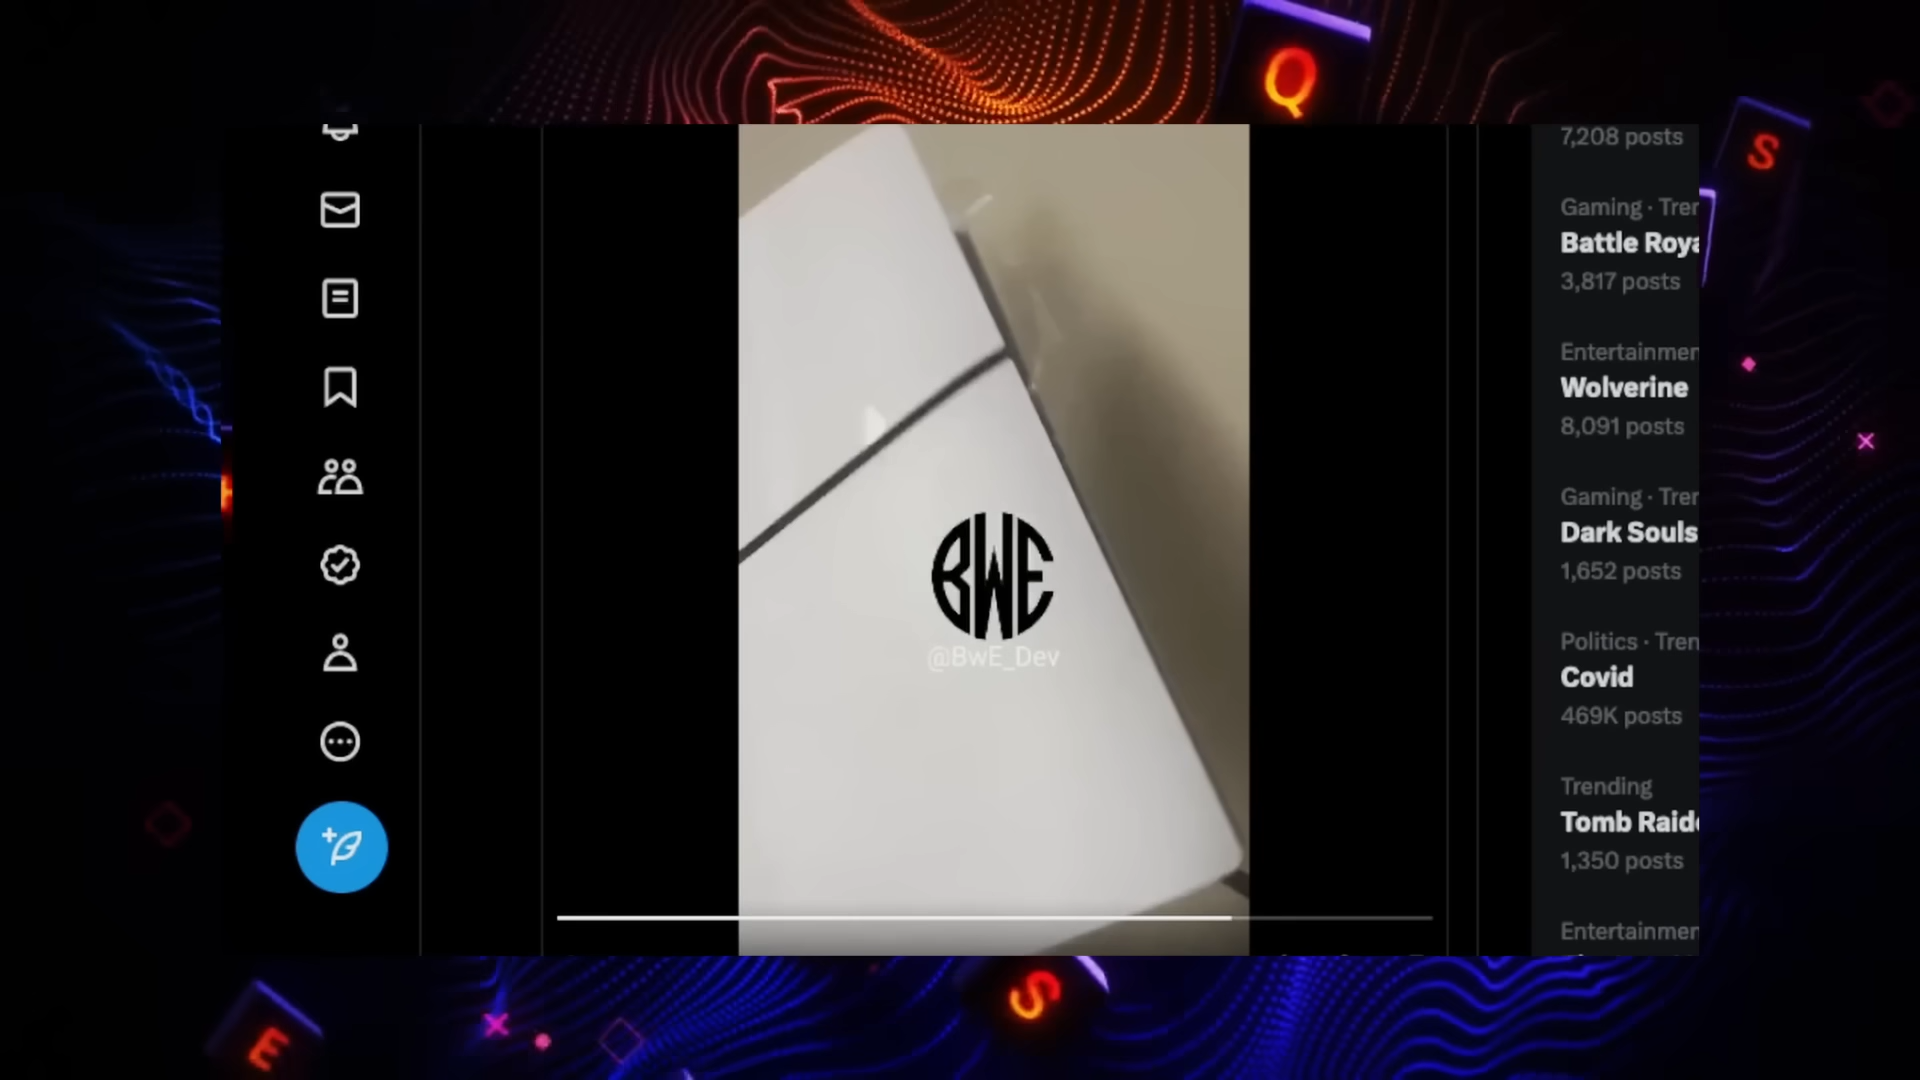 Q
S
7,208 posts
Gaming · Tren
Battle Roya
3,817 posts
Entertainmen
Wolverine
8,091 posts
Gaming · Tren
Dark Souls
1,652 posts
Politics · Tren
Covid
469K posts
Trending
Tomb Raide
1,350 posts
Entertainmen
BWE
@BwE_Dev
E
S